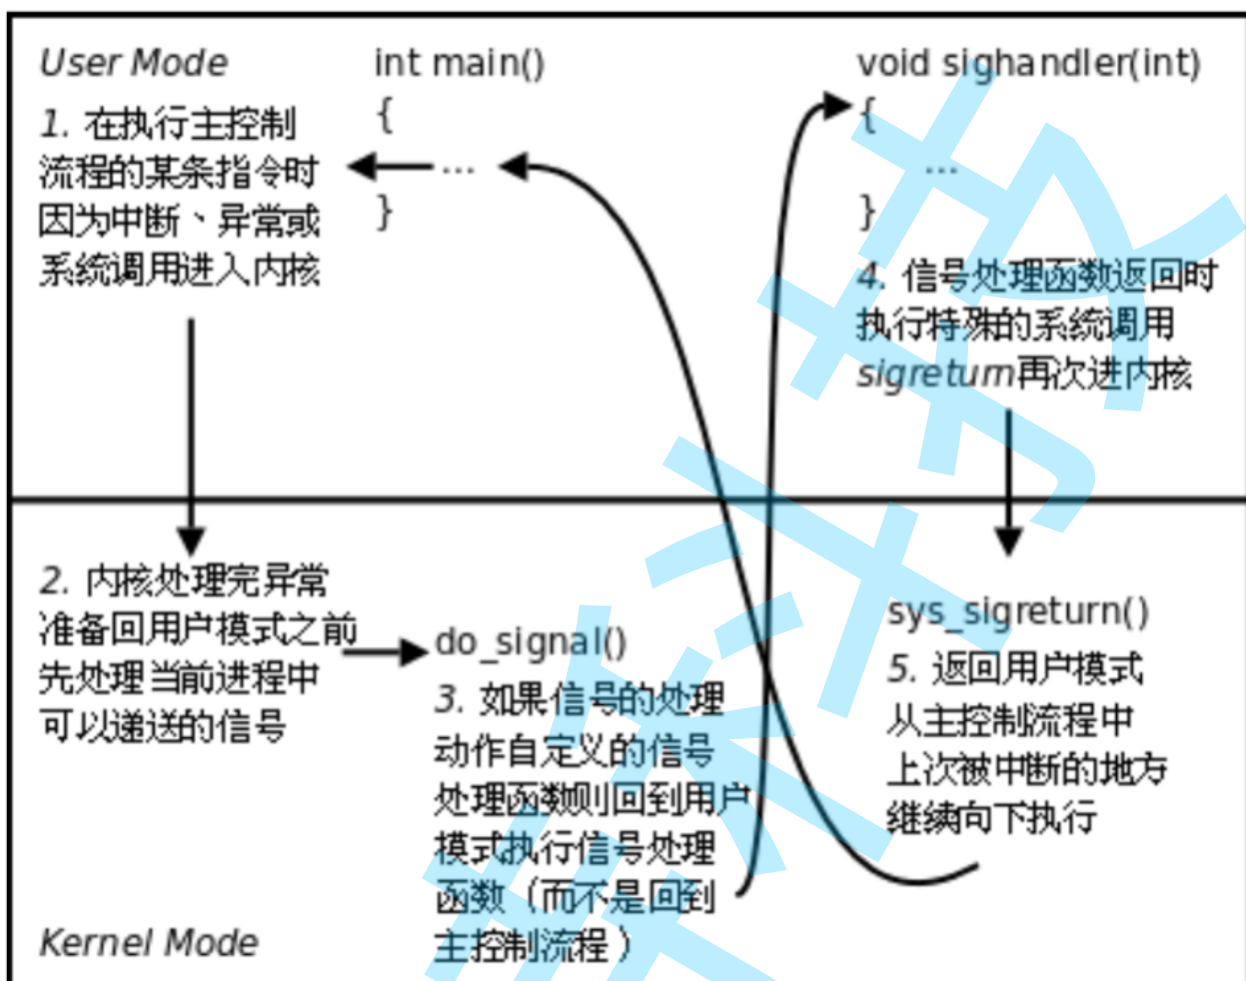 User Mode
1. 在执行主控制
流程的某条指令时
因为中断、异常或
系统调用进入内核
int main()
{
...
}
void sighandler(int)
{
...
}
4. 信号处理函数返回时
执行特殊的系统调用
sigreturn再次进内核
2. 内核处理完异常
准备回用户模式之前
先处理当前进程中
可以递送的信号
do_signal()
3. 如果信号的处理
动作自定义的信号
处理函数则回到用户
模式执行信号处理
函数（而不是回到
主控制流程）
sys_sigreturn()
5. 返回用户模式
从主控制流程中
上次被中断的地方
继续向下执行
Kernel Mode